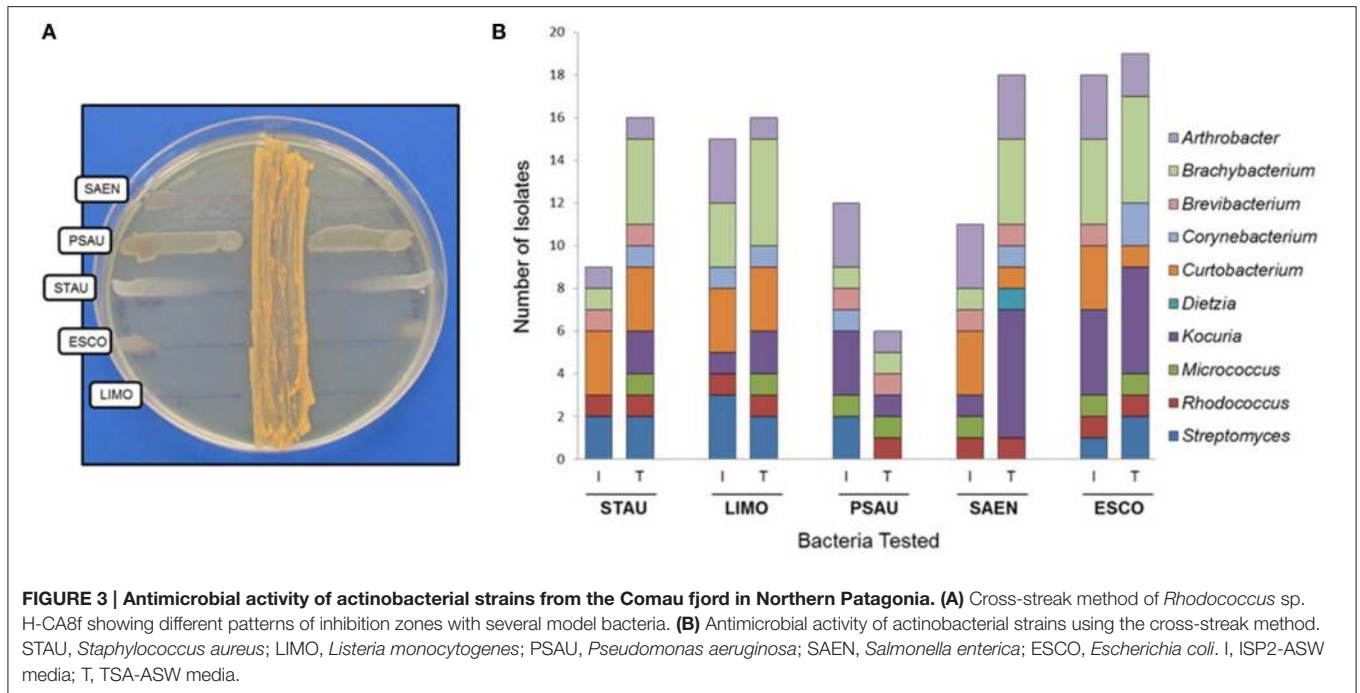 A
SAEN
PSAU
STAU
ESCO
LIMO
B
Number of Isolates
20
18
16
14
12
10
8
6
4
2
0
I T I T I T I T I T
STAU LIMO PSAU SAEN ESCO
Bacteria Tested
Arthrobacter
Brachybacterium
Brevibacterium
Corynebacterium
Curtobacterium
Dietzia
Kocuria
Micrococcus
Rhodococcus
Streptomyces
FIGURE 3 | Antimicrobial activity of actinobacterial strains from the Comau fjord in Northern Patagonia. (A) Cross-streak method of Rhodococcus sp.
H-CA8f showing different patterns of inhibition zones with several model bacteria. (B) Antimicrobial activity of actinobacterial strains using the cross-streak method.
STAU, Staphylococcus aureus; LIMO, Listeria monocytogenes; PSAU, Pseudomonas aeruginosa; SAEN, Salmonella enterica; ESCO, Escherichia coli. I, ISP2-ASW
media; T, TSA-ASW media.